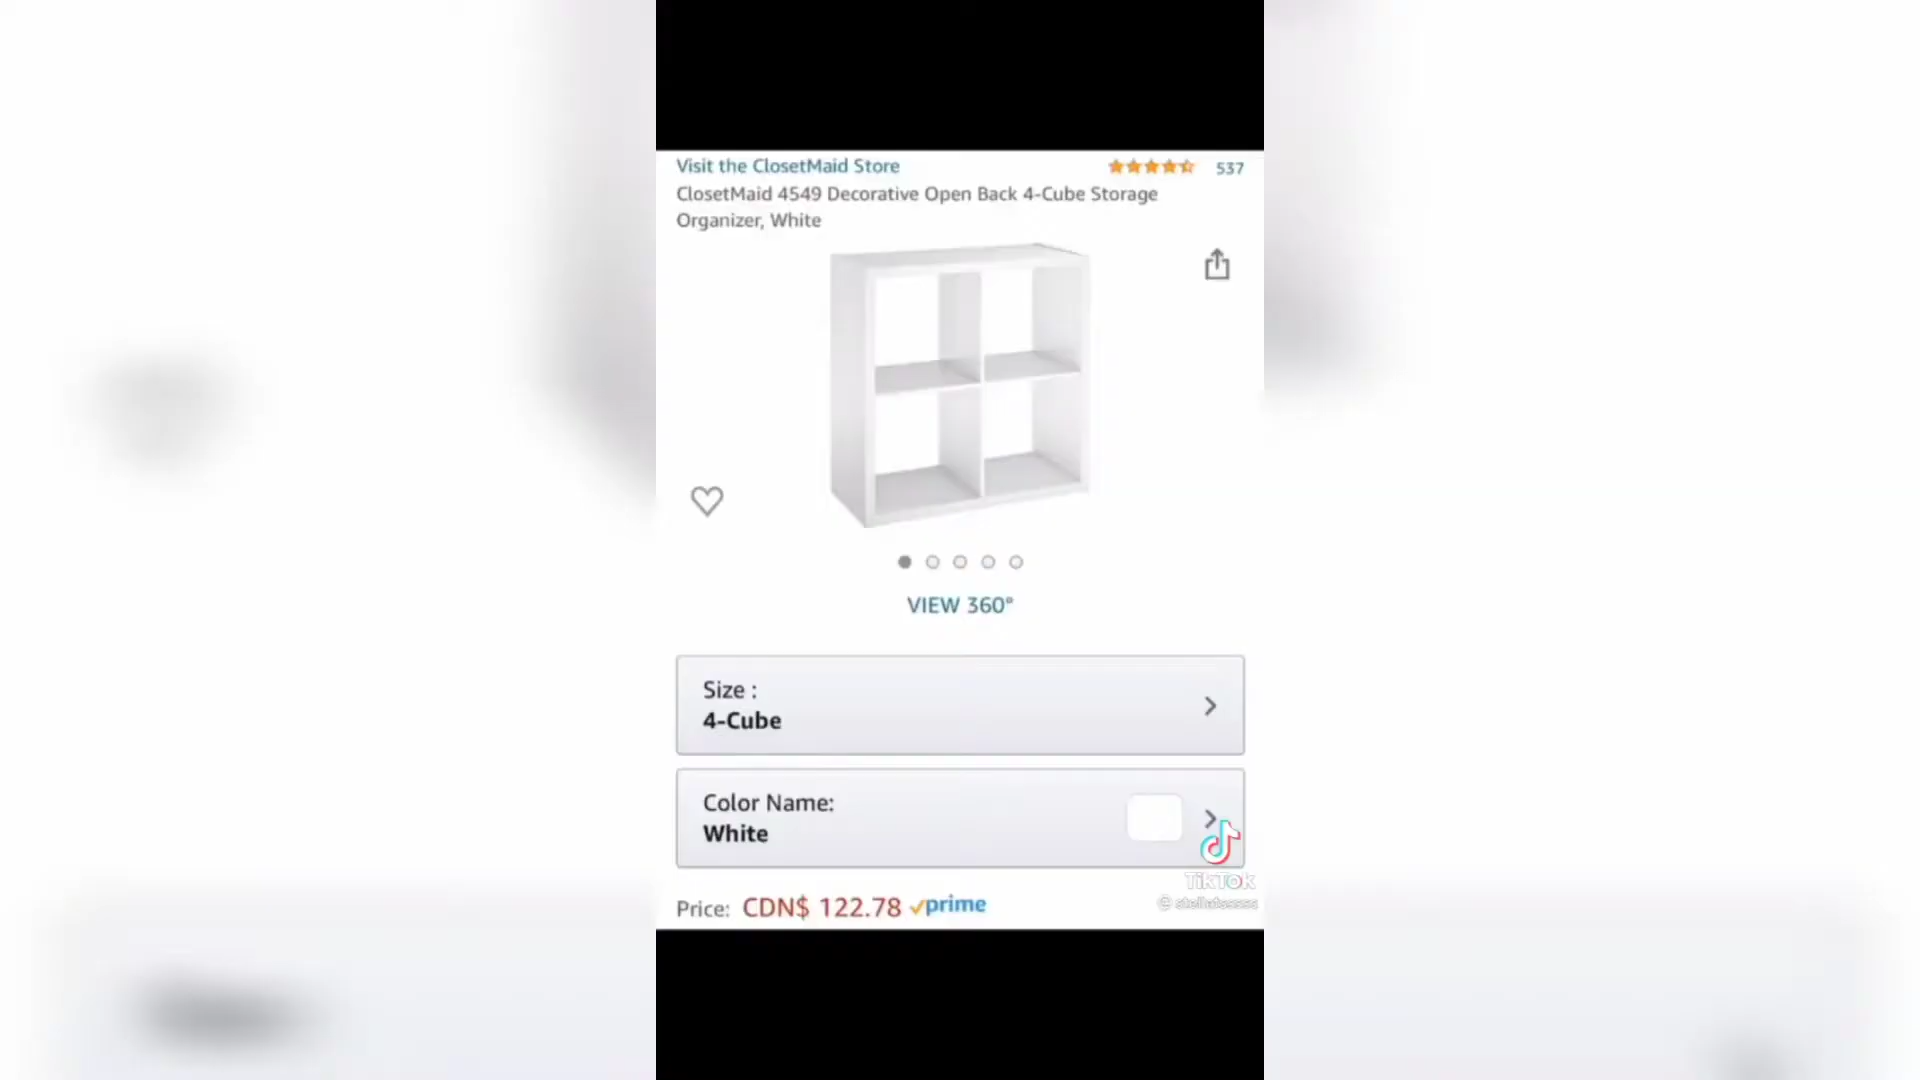 Visit the ClosetMaid Store 537
ClosetMaid 4549 Decorative Open Back 4-Cube Storage
Organizer, White
VIEW 360°
Size :
4-Cube
Color Name:
White
TikTok
Price: CDN$ 122.78 prime